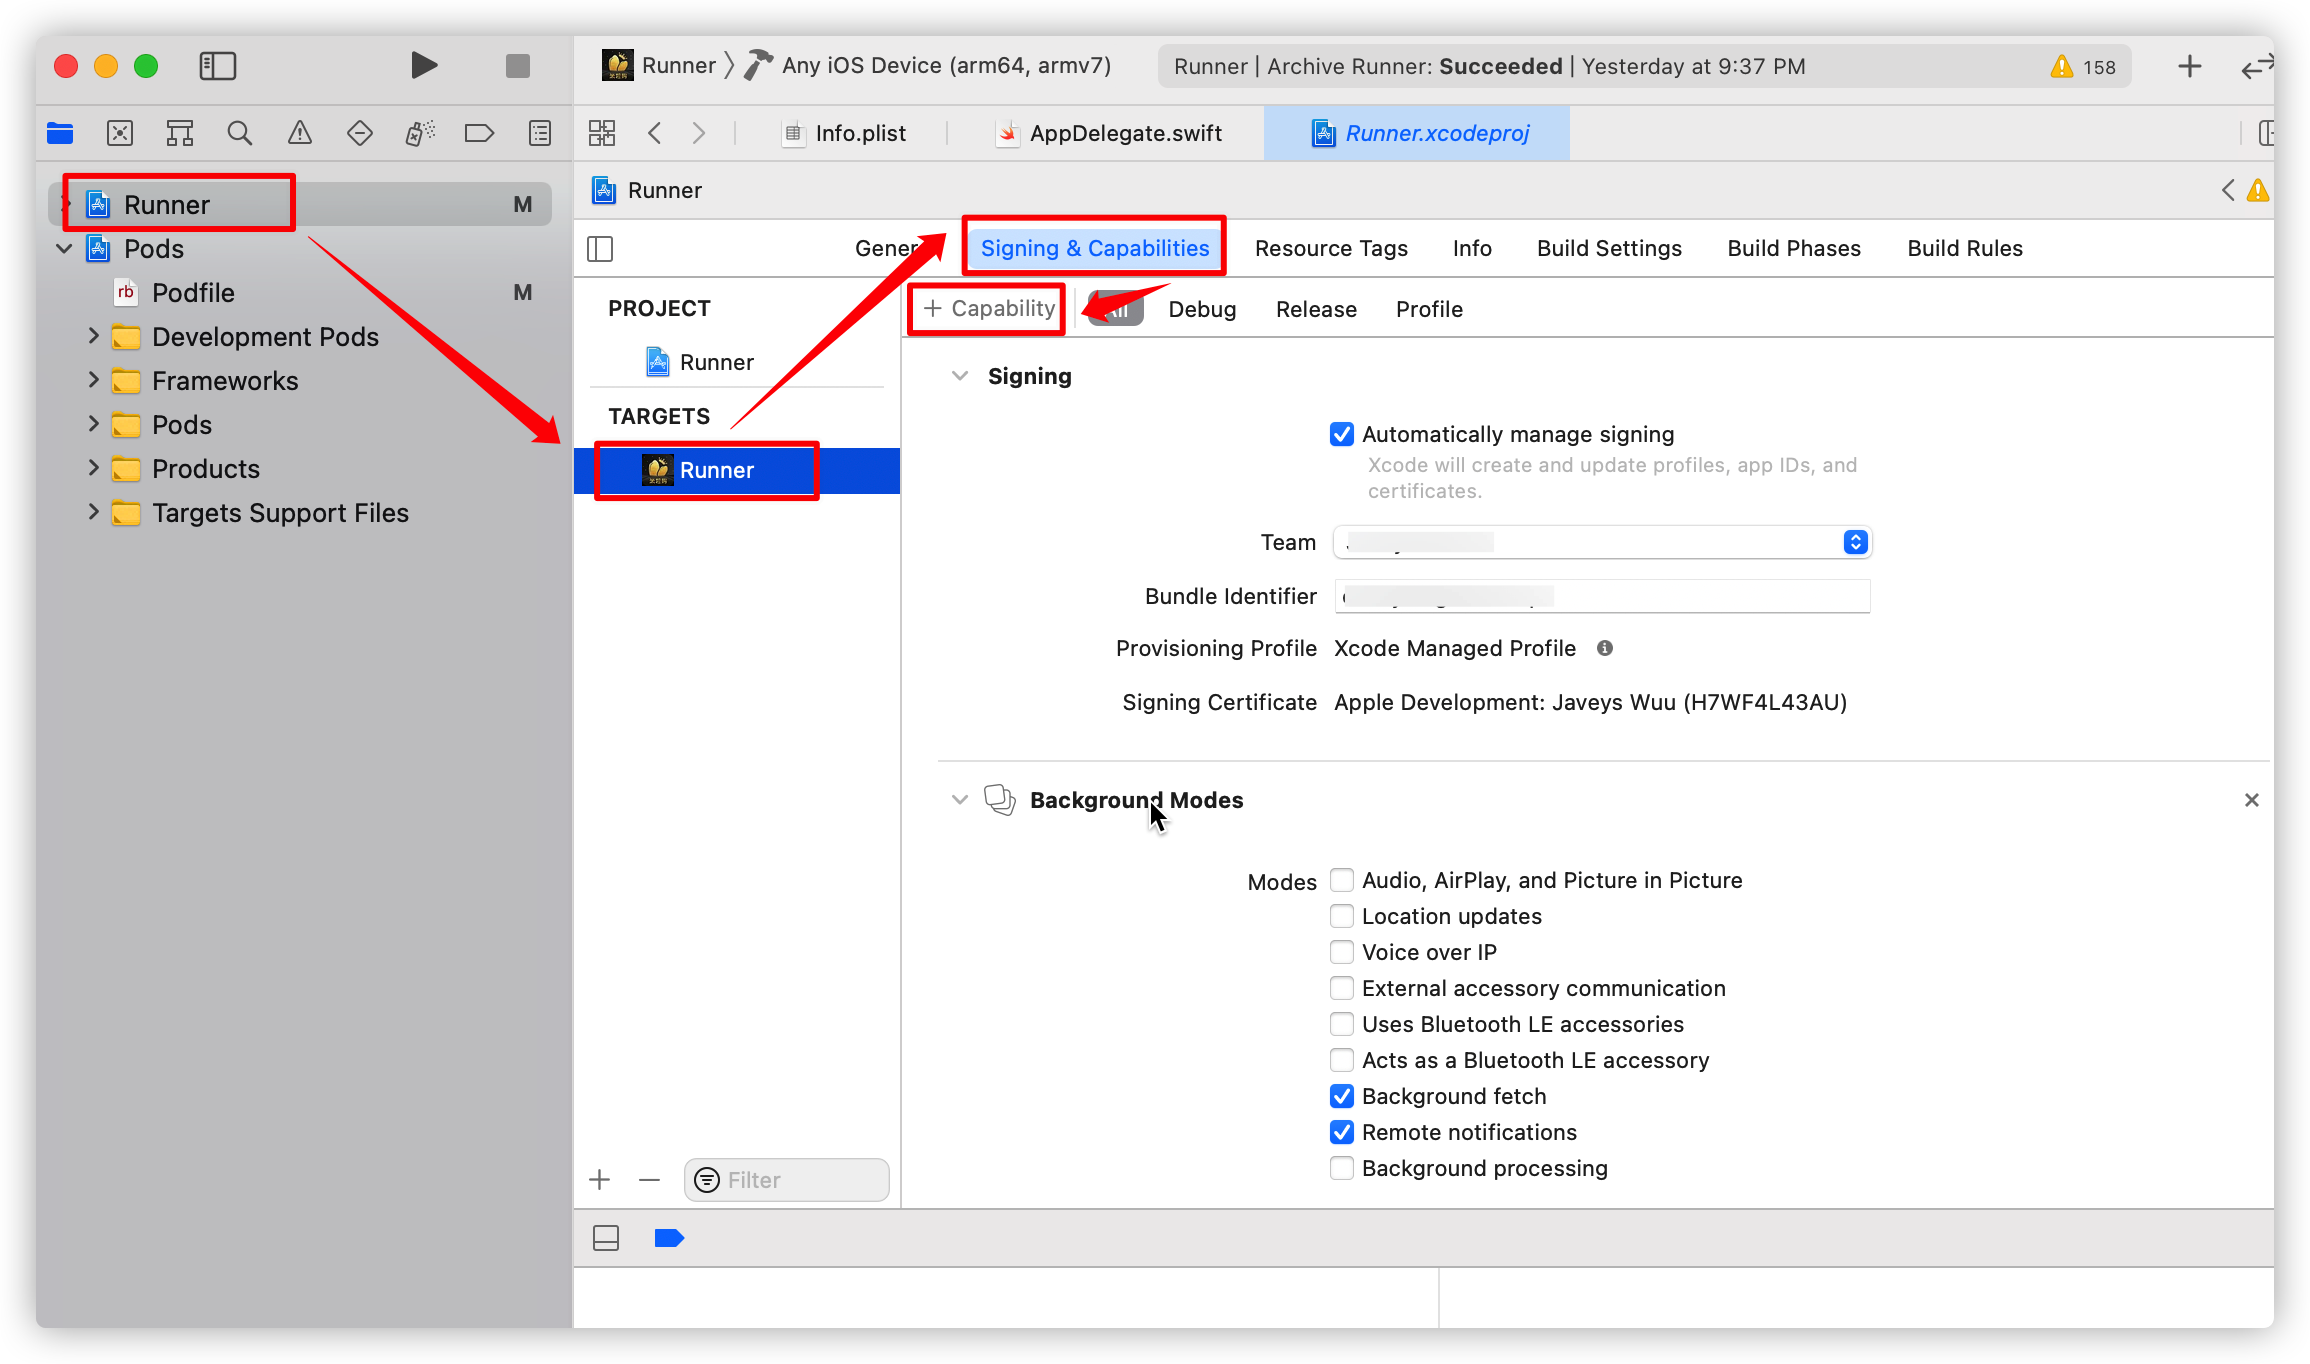 Runner
Any iOS Device (arm64, armv7)
Runner | Archive Runner: Succeeded | Yesterday at 9:37 PM
158
Info.plist
AppDelegate.swift
Runner.xcodeproj
Runner
M
Pods
rb
Podfile
M
Development Pods
Frameworks
Pods
Products
Targets Support Files
Runner
Signing & Capabilities
Resource Tags
Info
Build Settings
Build Phases
Build Rules
PROJECT
Runner
TARGETS
Runner
Filter
+ Capability
Debug
Release
Profile
Signing
Automatically manage signing
Xcode will create and update profiles, app IDs, and
certificates.
Team
Bundle Identifier
Provisioning Profile
Xcode Managed Profile
Signing Certificate
Apple Development: Javeys Wuu (H7WF4L43AU)
Background Modes
Modes
Audio, AirPlay, and Picture in Picture
Location updates
Voice over IP
External accessory communication
Uses Bluetooth LE accessories
Acts as a Bluetooth LE accessory
Background fetch
Remote notifications
Background processing